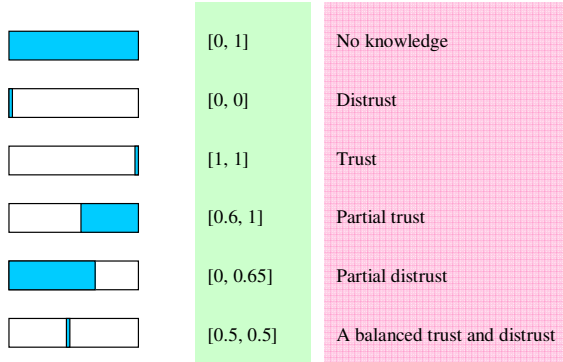 [0, 1] No knowledge
[0, 0] Distrust
[1, 1] Trust
[0.6, 1] Partial trust
[0, 0.65] Partial distrust
[0.5, 0.5] A balanced trust and distrust